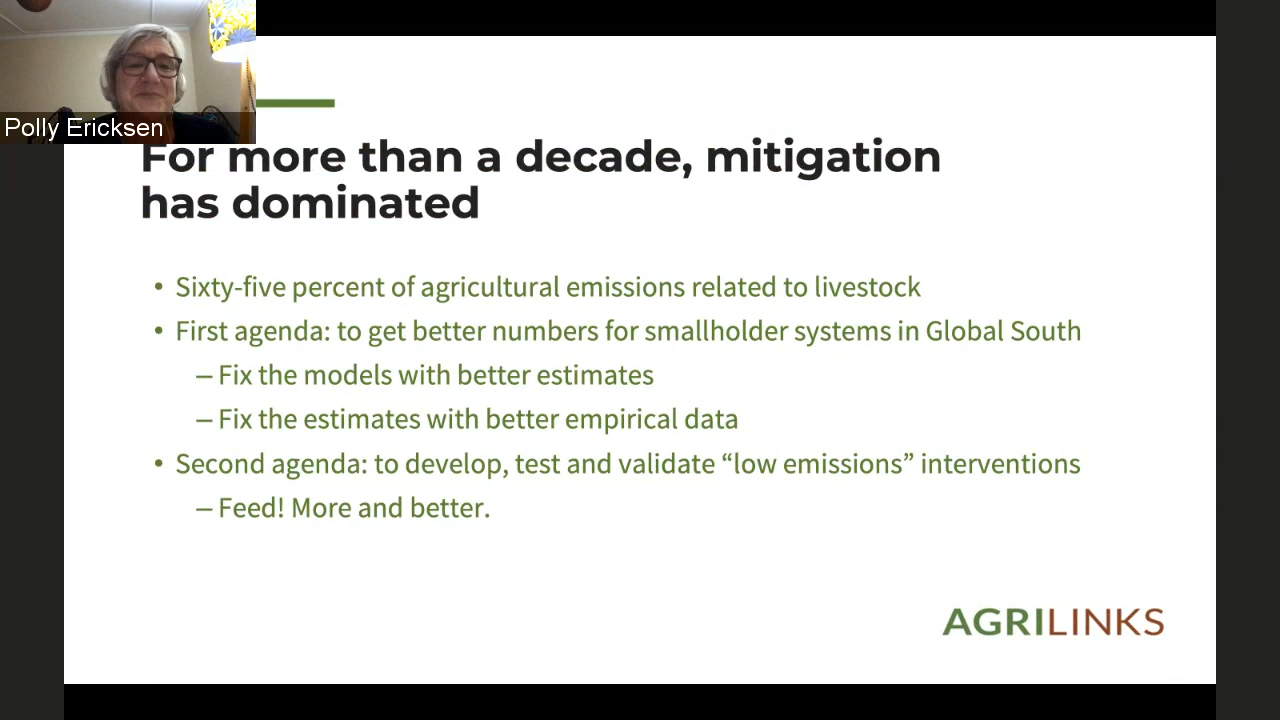 Polly Ericksen
For more than a decade, mitigation
has dominated
• Sixty-five percent of agricultural emissions related to livestock
• First agenda: to get better numbers for smallholder systems in Global South
– Fix the models with better estimates
– Fix the estimates with better empirical data
• Second agenda: to develop, test and validate “low emissions” interventions
– Feed! More and better.
AGRILINKS